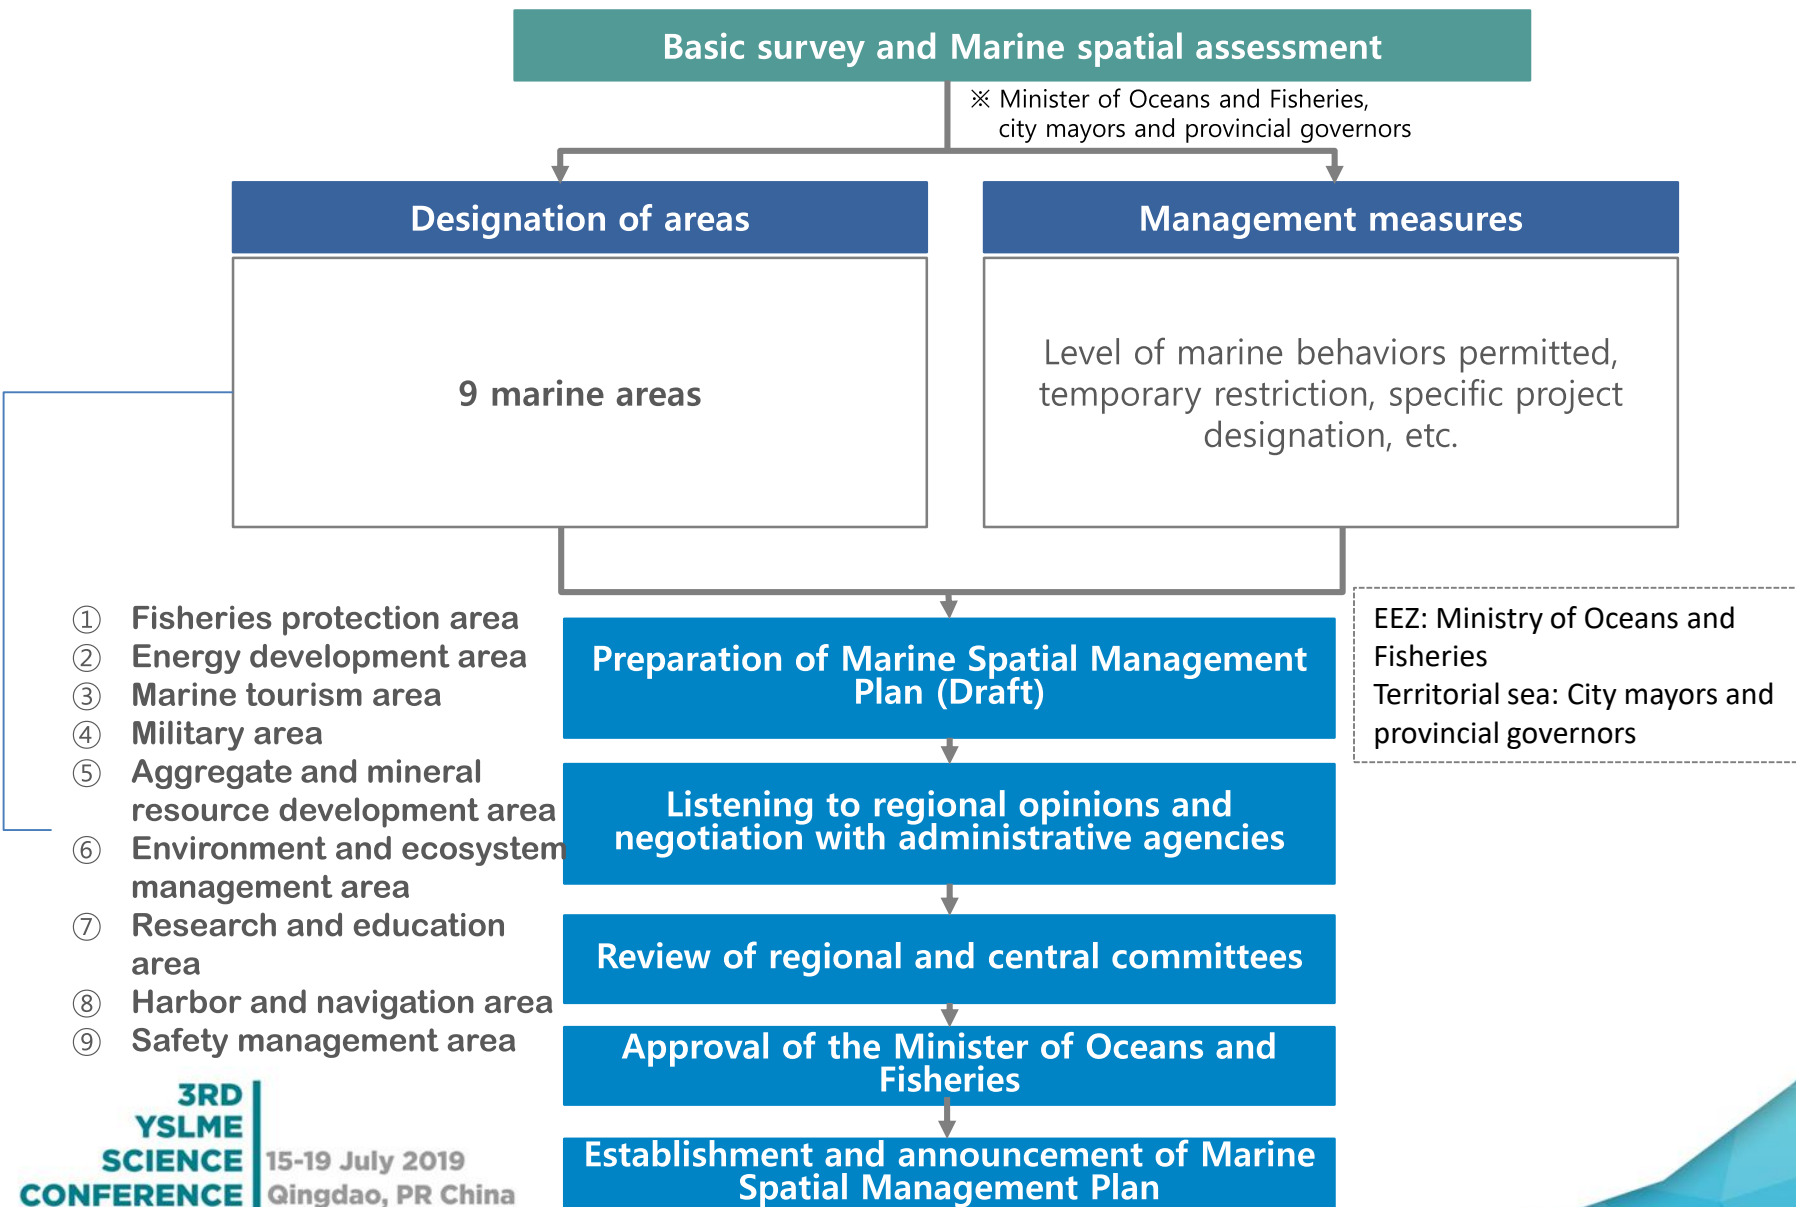 Basic survey and Marine spatial assessment
※ Minister of Oceans and Fisheries,
city mayors and provincial governors
Designation of areas
Management measures
9 marine areas
Level of marine behaviors permitted,
temporary restriction, specific project
designation, etc.
① Fisheries protection area
② Energy development area
③ Marine tourism area
④ Military area
⑤ Aggregate and mineral
resource development area
⑥ Environment and ecosystem
management area
⑦ Research and education
area
⑧ Harbor and navigation area
⑨ Safety management area
Preparation of Marine Spatial Management
Plan (Draft)
EEZ: Ministry of Oceans and
Fisheries
Territorial sea: City mayors and
provincial governors
Listening to regional opinions and
negotiation with administrative agencies
Review of regional and central committees
Approval of the Minister of Oceans and
Fisheries
Establishment and announcement of Marine
Spatial Management Plan
3RD
YSLME
SCIENCE
CONFERENCE
15-19 July 2019
Qingdao, PR China